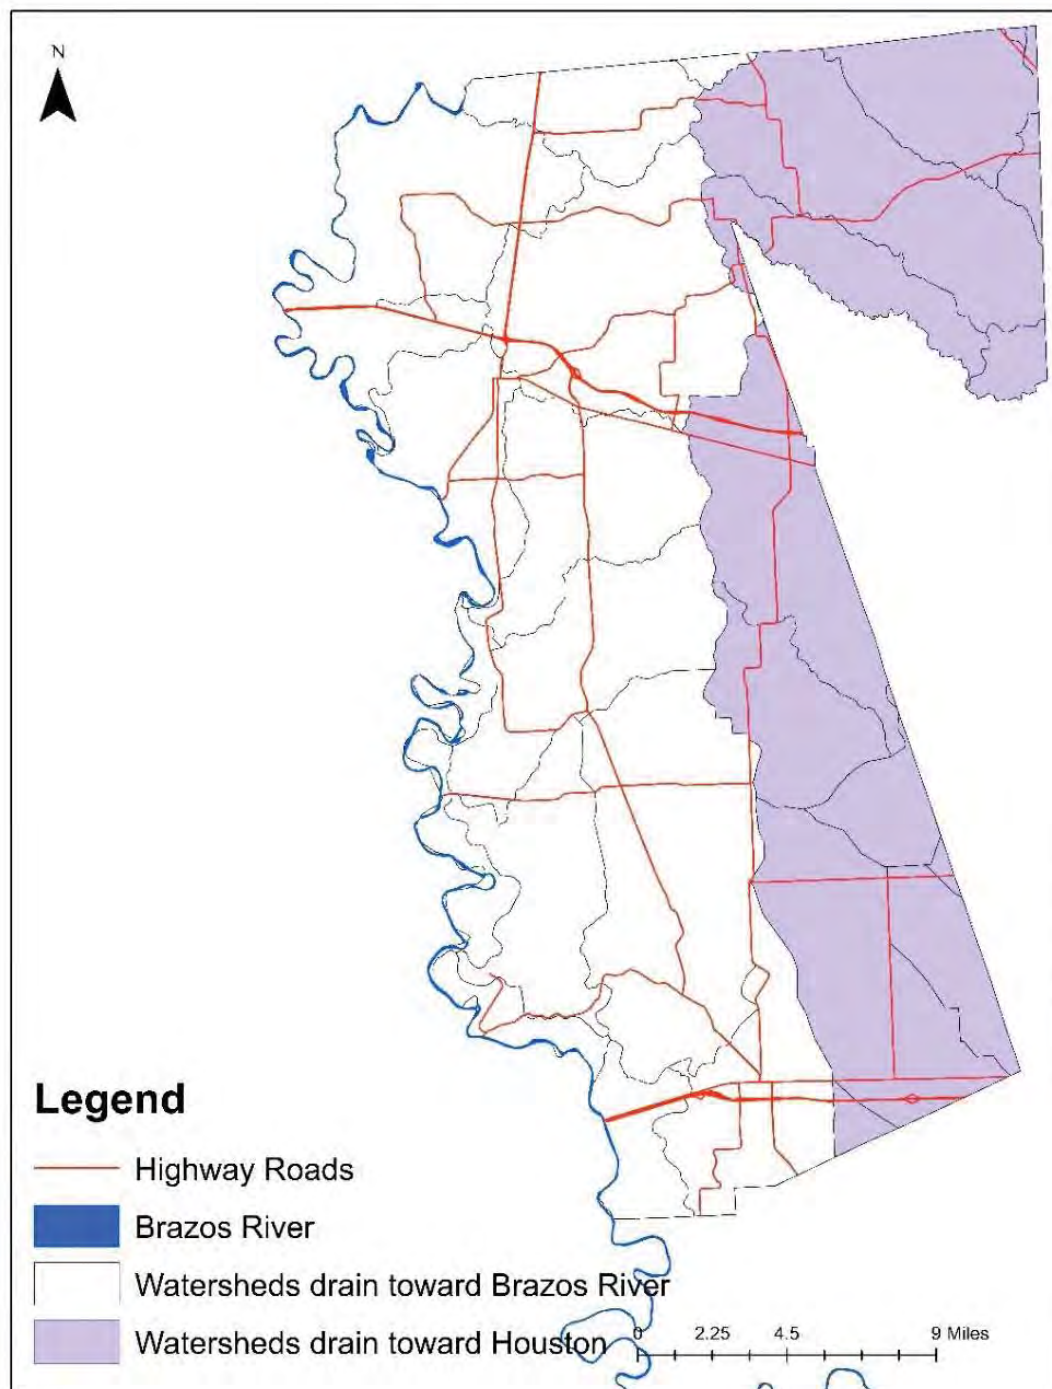 N
Legend
Highway Roads
Brazos River
Watersheds drain toward Brazos River
Watersheds drain toward Houston
0 2.25 4.5 9 Miles